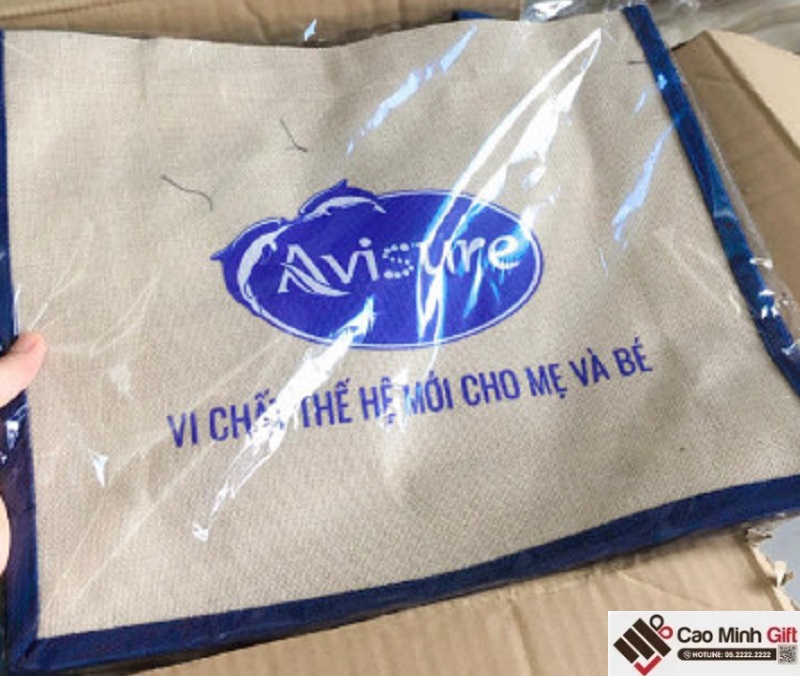 Avisure
VI CHẤT THẾ HỆ MỚI CHO MẸ VÀ BÉ
Cao Minh Gift
HOTLINE: 05.2222.2222